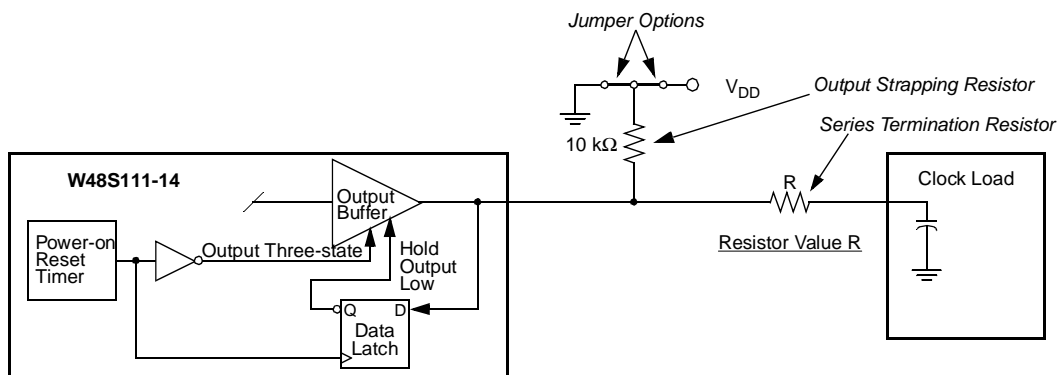 Jumper Options
V_DD
Output Strapping Resistor
Series Termination Resistor
10 kΩ
W48S111-14
Output
Buffer
R
Clock Load
Power-on
Reset
Timer
Output Three-state
Hold
Output
Low
Resistor Value R
Q
D
Data
Latch